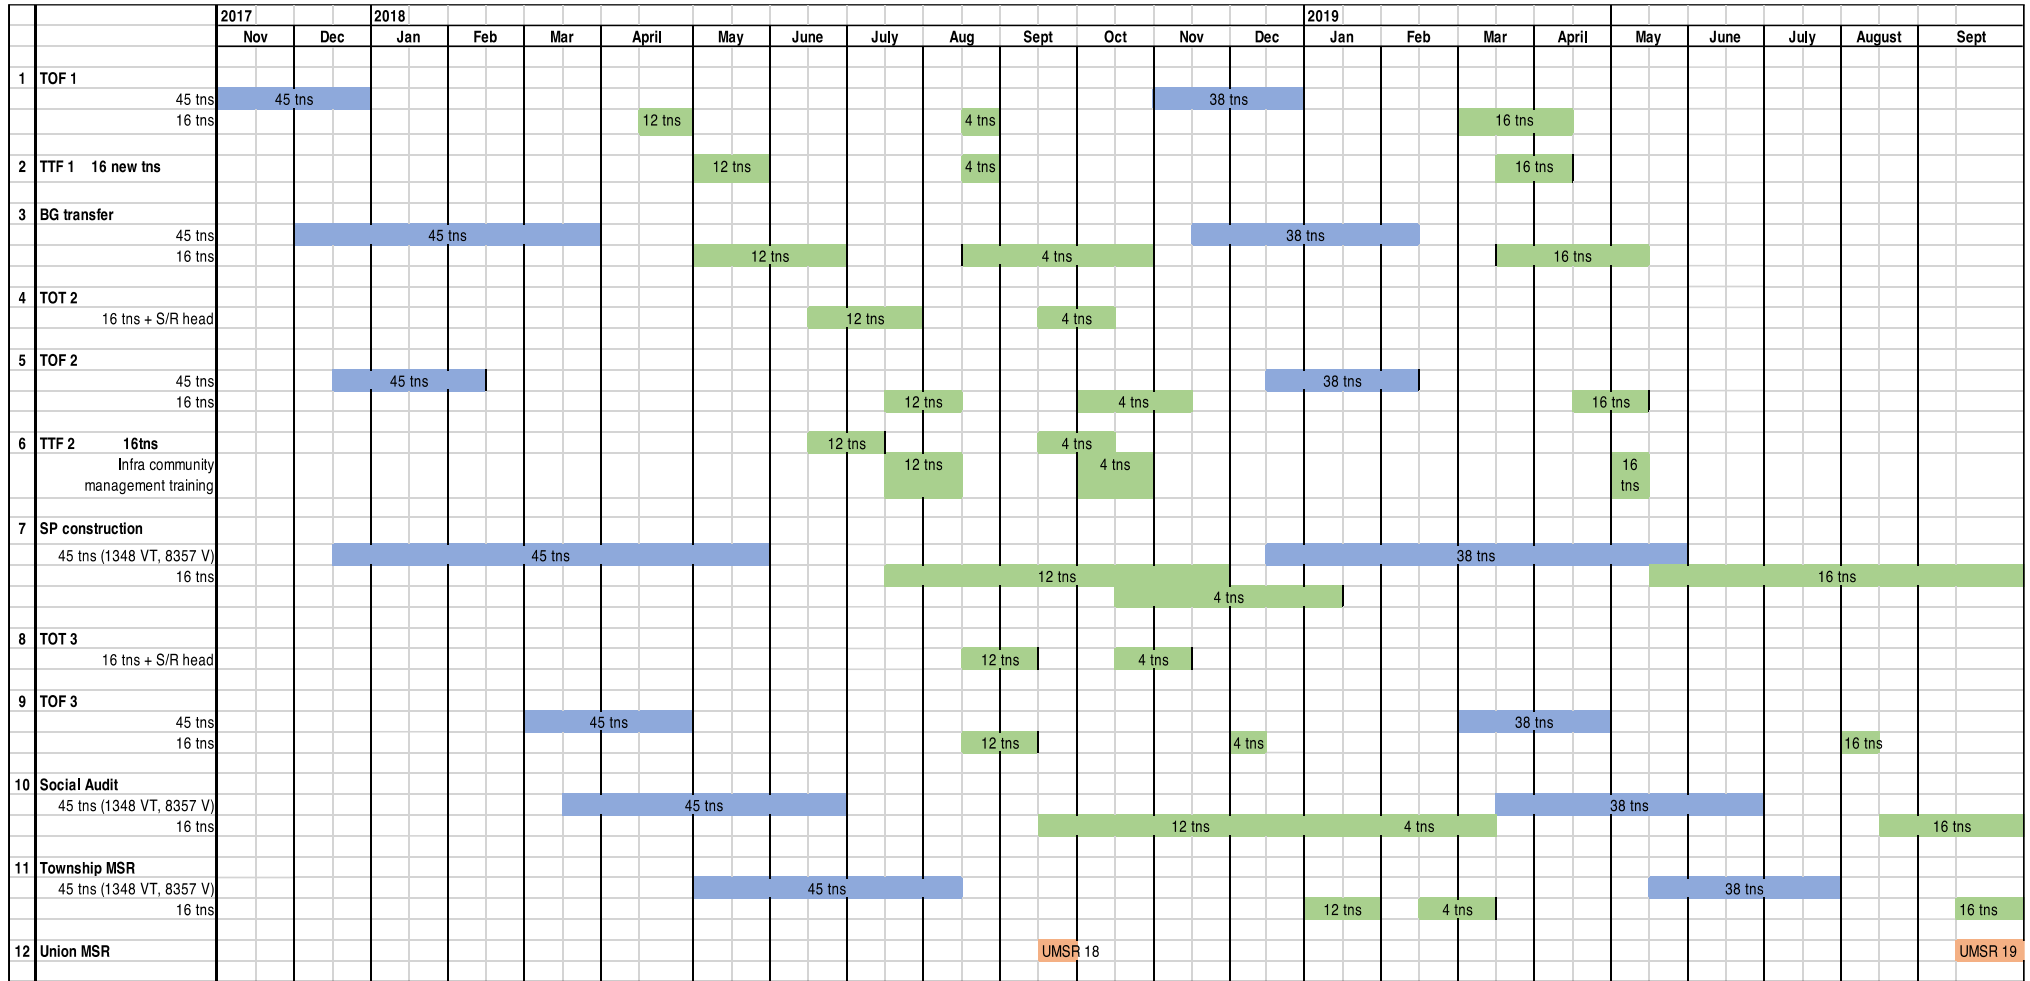 2017 2018 2019
Nov Dec Jan Feb Mar April May June July Aug Sept Oct Nov Dec Jan Feb Mar April May June July August Sept
1 TOF 1
45 tns 45 tns 38 tns
16 tns 12 tns 4 tns 16 tns
2 TTF 1 16 new tns 12 tns 4 tns 16 tns
3 BG transfer
45 tns 45 tns 38 tns
16 tns 12 tns 4 tns 16 tns
4 TOT 2
16 tns + S/R head 12 tns 4 tns
5 TOF 2
45 tns 45 tns 38 tns
16 tns 12 tns 4 tns 16 tns
6 TTF 2 16tns 12 tns 4 tns
Infra community 12 tns 4 tns 16
management training tns
7 SP construction
45 tns (1348 VT, 8357 V) 45 tns 38 tns
16 tns 12 tns 16 tns
4 tns
8 TOT 3
16 tns + S/R head 12 tns 4 tns
9 TOF 3
45 tns 45 tns 38 tns
16 tns 12 tns 4 tns 16 tns
10 Social Audit
45 tns (1348 VT, 8357 V) 45 tns 38 tns
16 tns 12 tns 4 tns 16 tns
11 Township MSR
45 tns (1348 VT, 8357 V) 45 tns 38 tns
16 tns 12 tns 4 tns 16 tns
12 Union MSR UMSR 18 UMSR 19